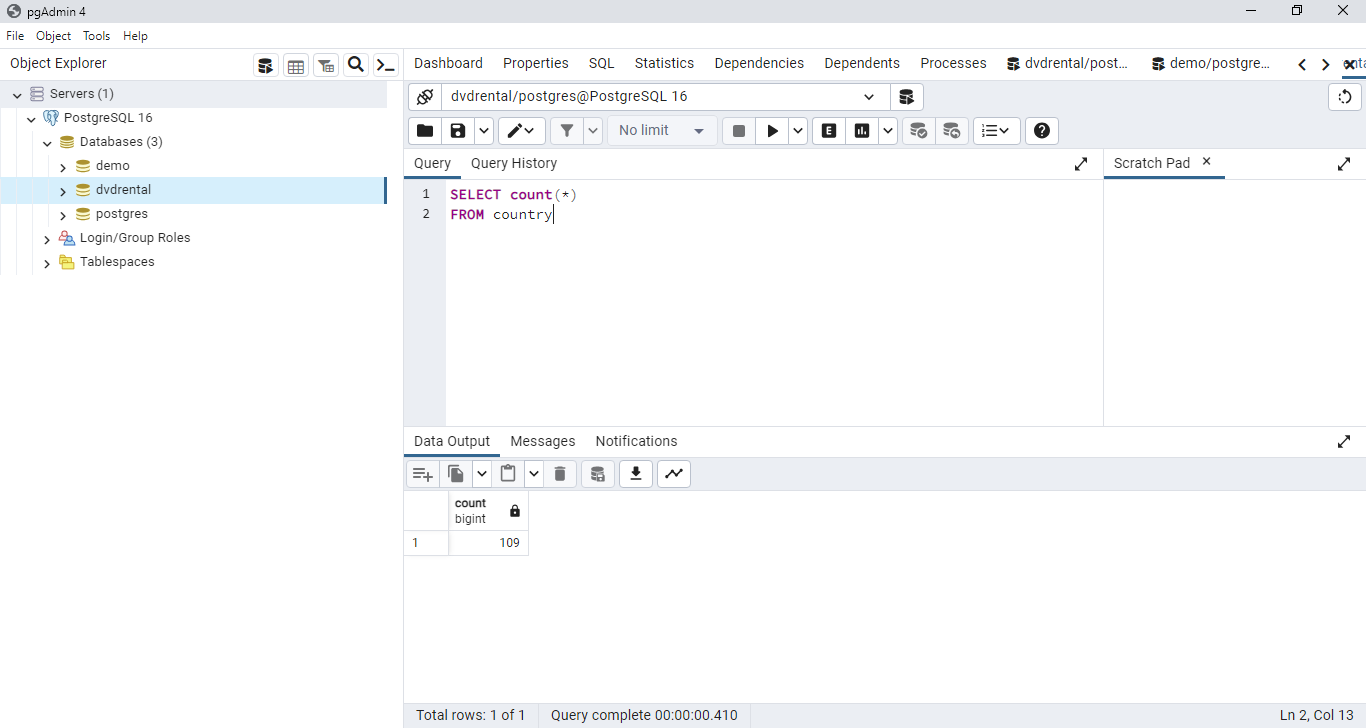 pgAdmin 4
File Object Tools Help
Object Explorer
Servers (1)
PostgreSQL 16
Databases (3)
demo
dvdrental
postgres
Login/Group Roles
Tablespaces
Dashboard Properties SQL Statistics Dependencies Dependents Processes dvdrental/post... demo/postgre...
dvdrental/postgres@PostgreSQL 16
No limit E
Query Query History
1 SELECT count(*)
2 FROM country
Scratch Pad
Data Output Messages Notifications
count
bigint
1 109
Total rows: 1 of 1 Query complete 00:00:00.410 Ln 2, Col 13